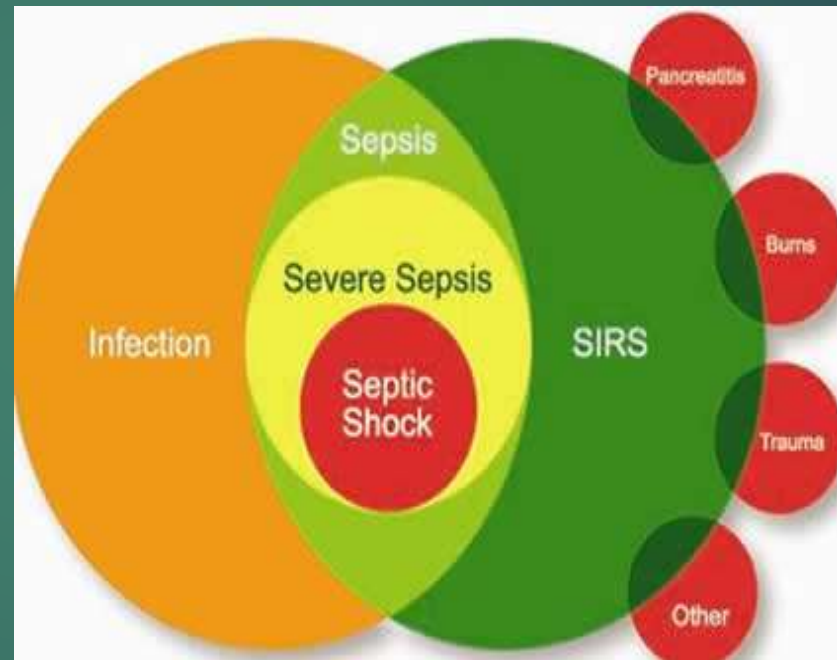 Pancreatitis
Sepsis
Burns
Severe Sepsis
Infection
SIRS
Septic
Shock
Trauma
Other